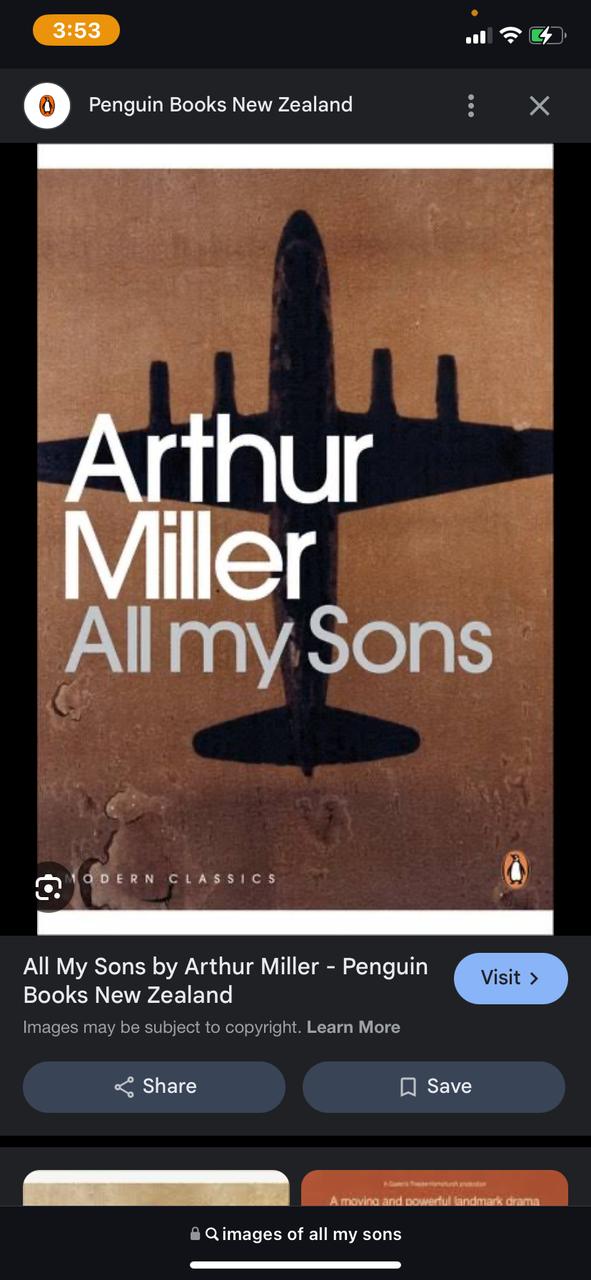 3:53
Penguin Books New Zealand
Arthur
Miller
All my Sons
MODERN CLASSICS
All My Sons by Arthur Miller - Penguin
Books New Zealand
Visit
Images may be subject to copyright. Learn More
Share
Save
A moving and powerful landmark drama
images of all my sons